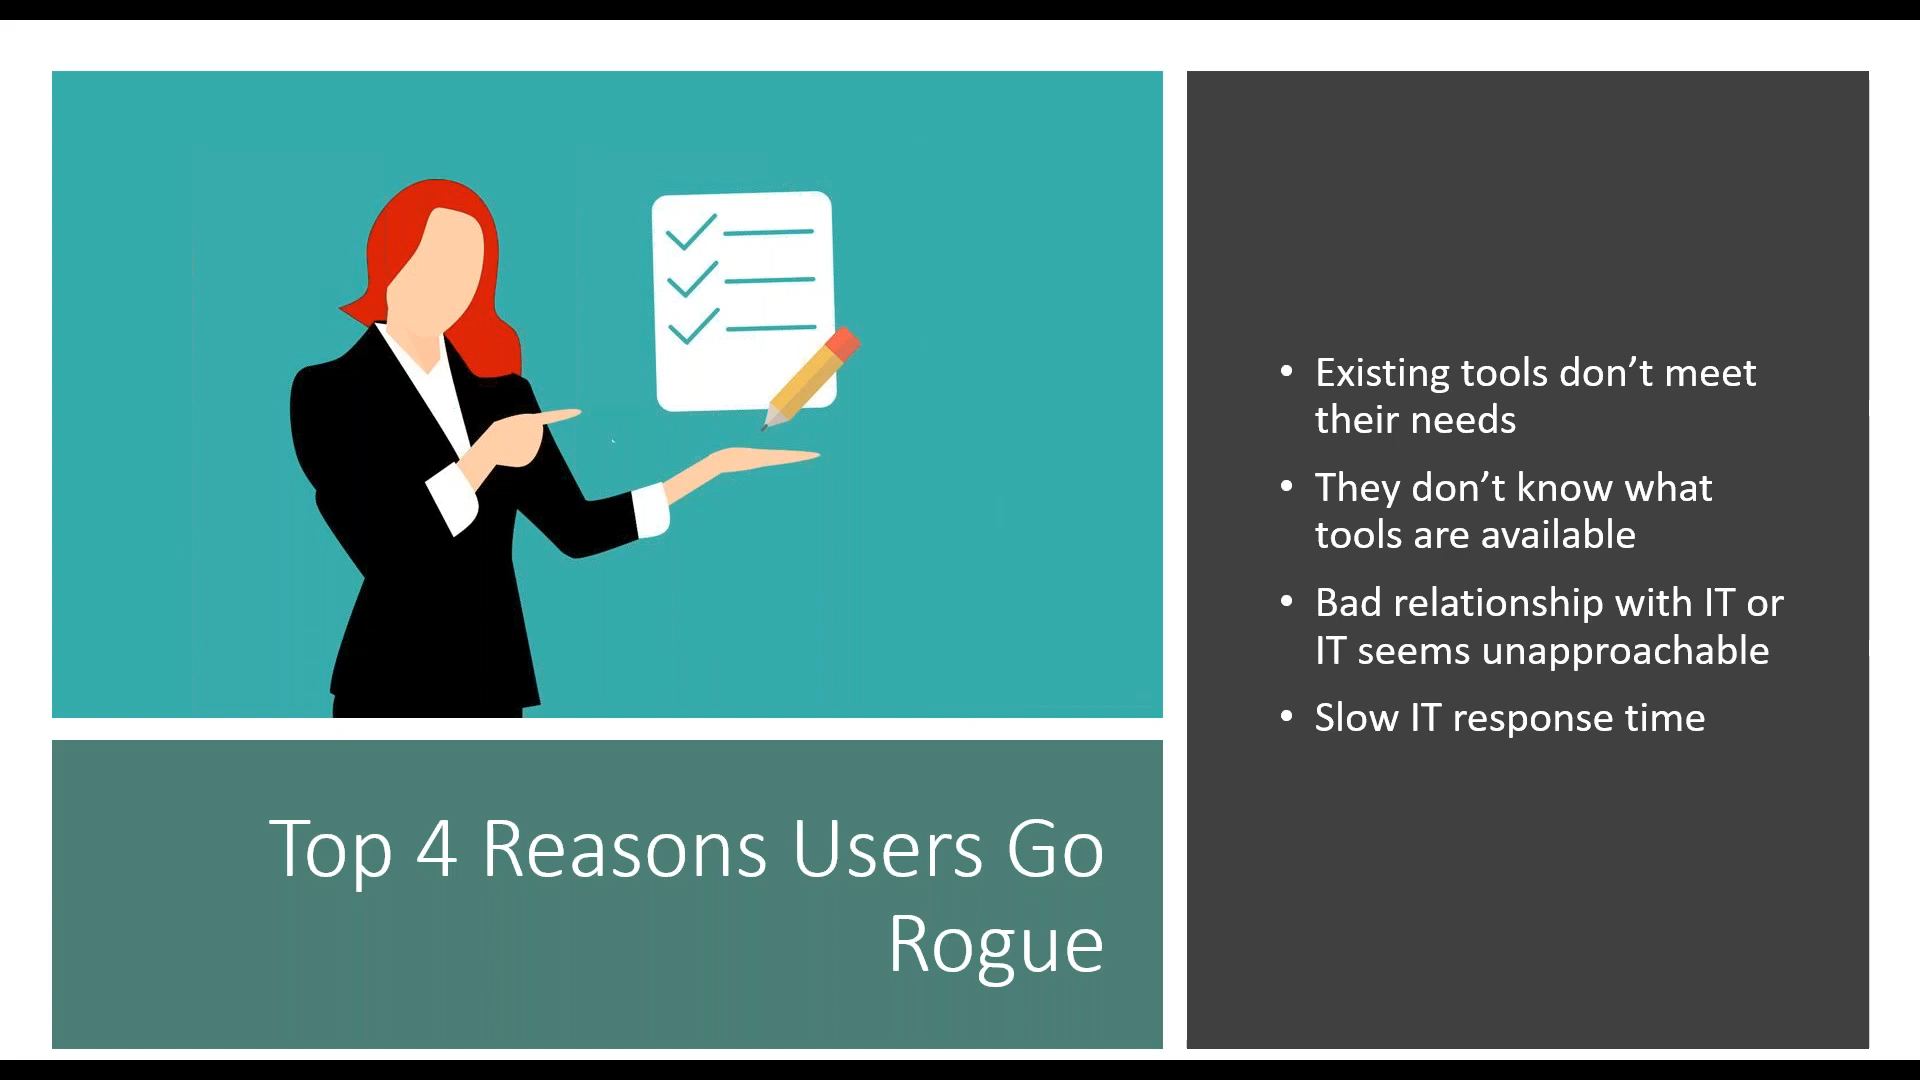 Top 4 Reasons Users Go
Rogue
• Existing tools don’t meet
their needs
• They don’t know what
tools are available
• Bad relationship with IT or
IT seems unapproachable
• Slow IT response time